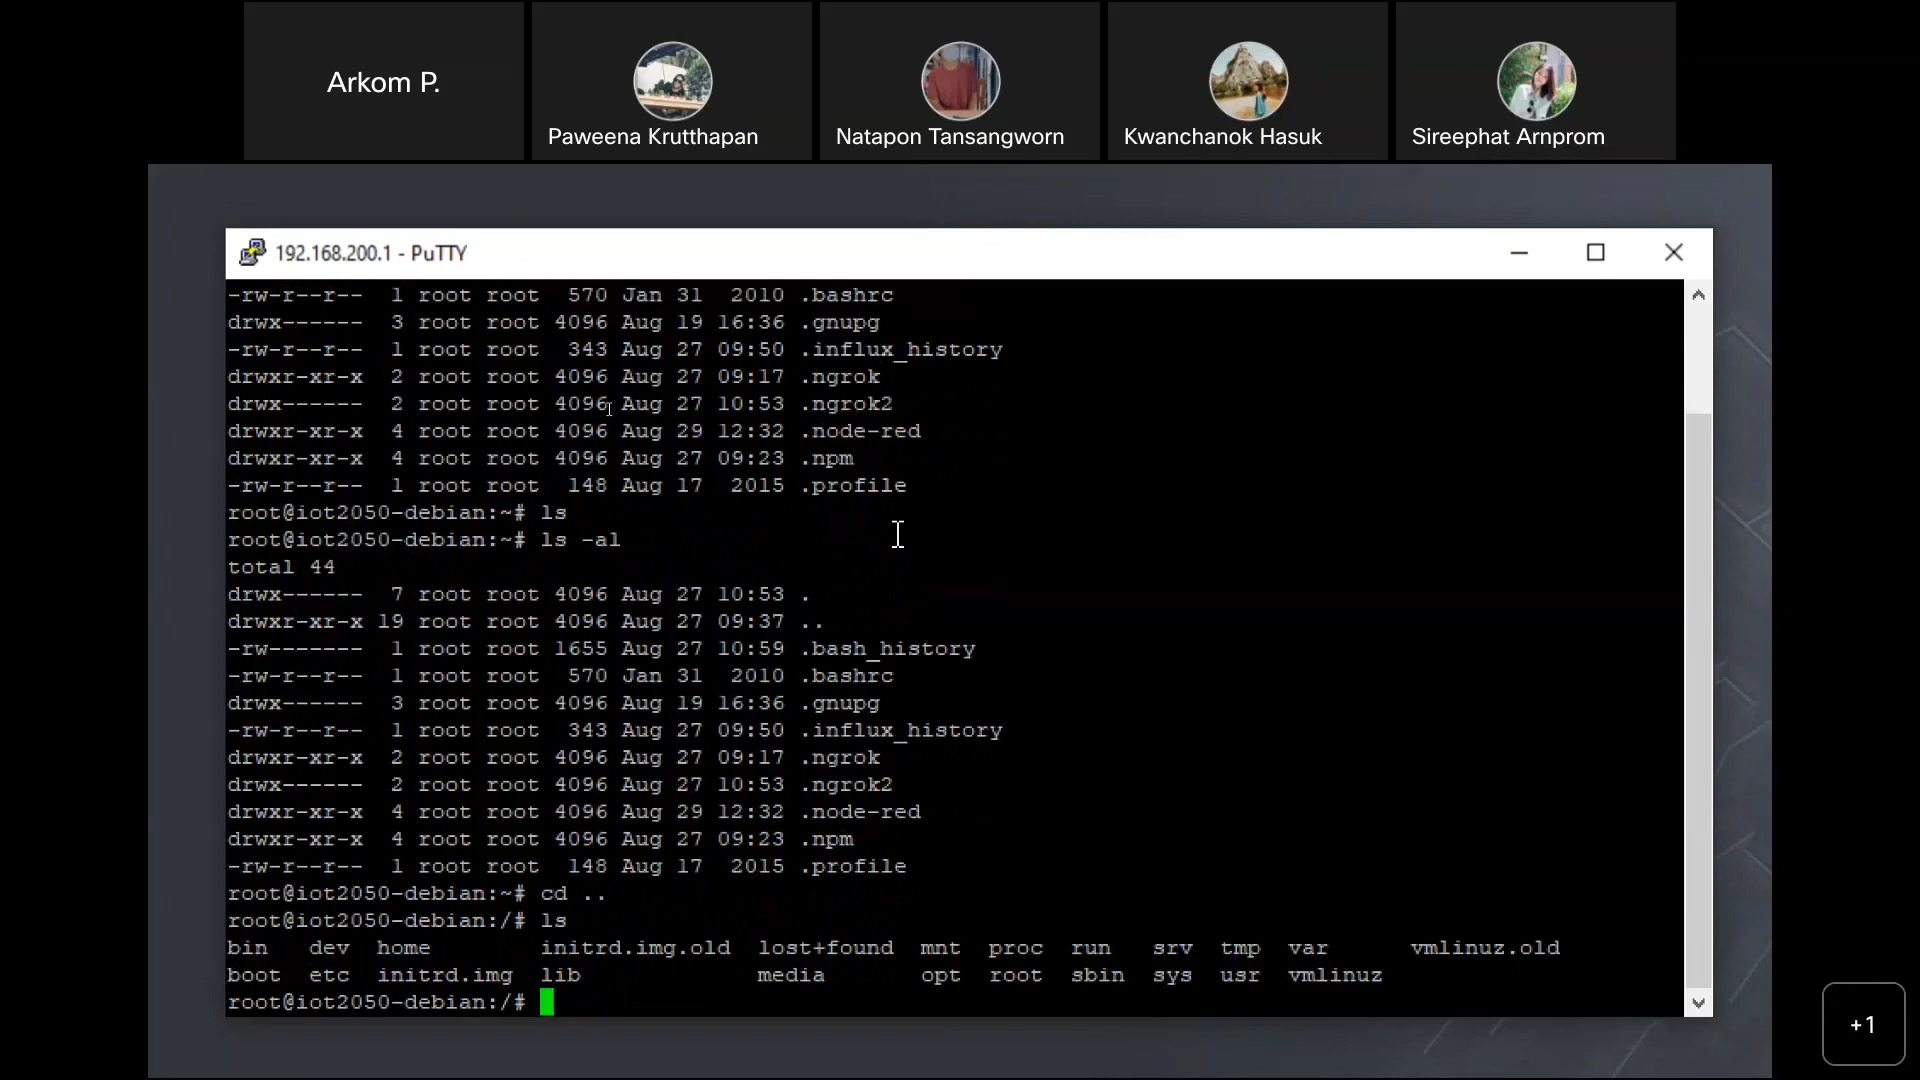 Arkom P.
Paweena Krutthapan
Natapon Tansangworn
Kwanchanok Hasuk
Sireephat Arnprom
192.168.200.1 - PuTTY
-rw-r--r--  1 root root  570 Jan 31  2010 .bashrc
drwx------  3 root root 4096 Aug 19 16:36 .gnupg
-rw-r--r--  1 root root  343 Aug 27 09:50 .influx_history
drwxr-xr-x  2 root root 4096 Aug 27 09:17 .ngrok
drwx------  2 root root 4096 Aug 27 10:53 .ngrok2
drwxr-xr-x  4 root root 4096 Aug 29 12:32 .node-red
drwxr-xr-x  4 root root 4096 Aug 27 09:23 .npm
-rw-r--r--  1 root root  148 Aug 17  2015 .profile
root@iot2050-debian:~# ls
root@iot2050-debian:~# ls -al
total 44
drwx------  7 root root 4096 Aug 27 10:53 .
drwxr-xr-x 19 root root 4096 Aug 27 09:37 ..
-rw-------  1 root root 1655 Aug 27 10:59 .bash_history
-rw-r--r--  1 root root  570 Jan 31  2010 .bashrc
drwx------  3 root root 4096 Aug 19 16:36 .gnupg
-rw-r--r--  1 root root  343 Aug 27 09:50 .influx_history
drwxr-xr-x  2 root root 4096 Aug 27 09:17 .ngrok
drwx------  2 root root 4096 Aug 27 10:53 .ngrok2
drwxr-xr-x  4 root root 4096 Aug 29 12:32 .node-red
drwxr-xr-x  4 root root 4096 Aug 27 09:23 .npm
-rw-r--r--  1 root root  148 Aug 17  2015 .profile
root@iot2050-debian:~# cd ..
root@iot2050-debian:/# ls
bin   dev  home       initrd.img.old  lost+found  mnt  proc  run   srv  tmp  var      vmlinuz.old
boot  etc  initrd.img  lib             media       opt  root  sbin  sys  usr  vmlinuz
root@iot2050-debian:/#
+1